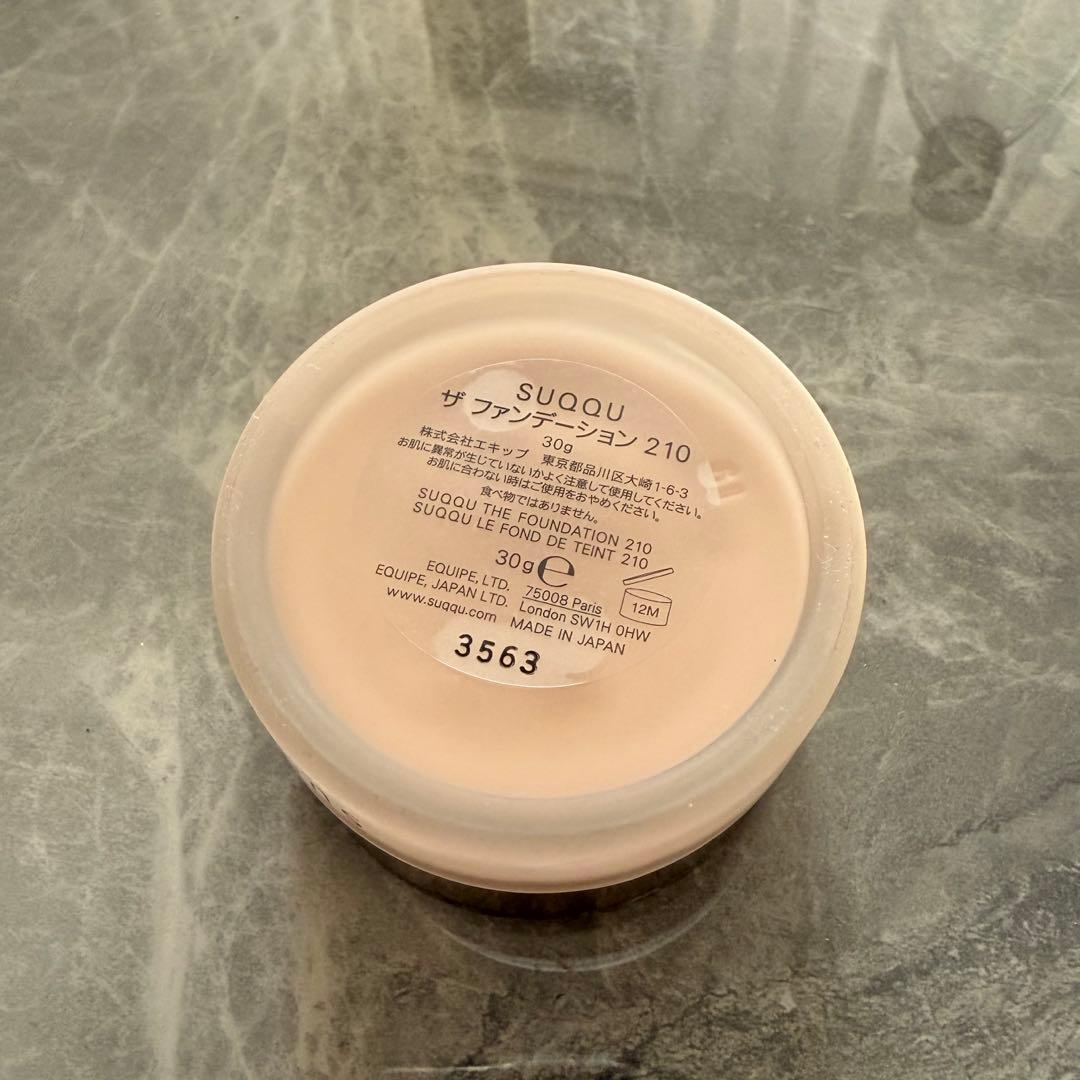 SUQQU
ザ ファンデーション 210
30g
株式会社エキップ 東京都品川区大崎1-6-3
お肌に異常が生じていないかよく注意して使用してください。
お肌に合わない時はご使用をおやめください。
食べ物ではありません。
SUQQU THE FOUNDATION 210
SUQQU LE FOND DE TEINT 210
30g℮
12M
EQUIPE, LTD. 75008 Paris
EQUIPE, JAPAN LTD. London SW1H 0HW
www.suqqu.com MADE IN JAPAN
3563